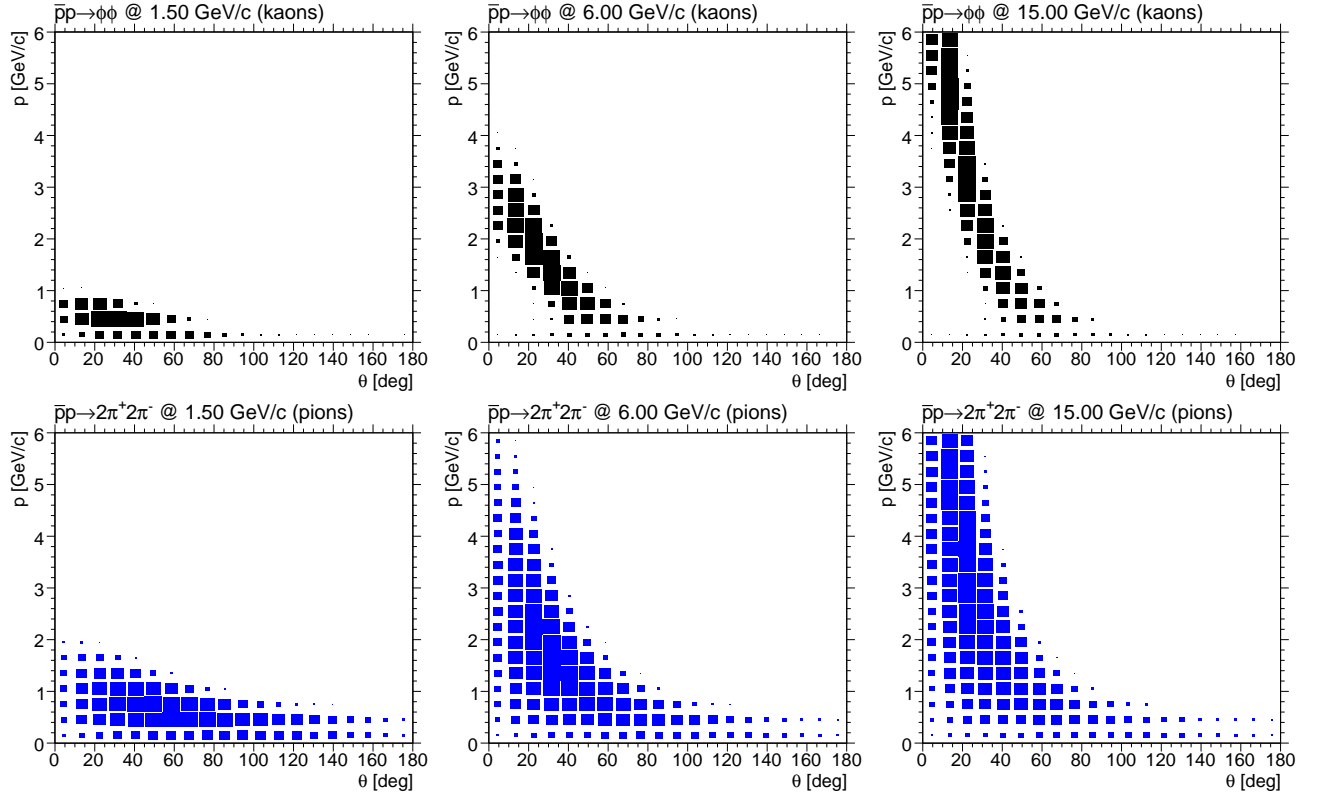 p̅p→ϕϕ @ 1.50 GeV/c (kaons)
p [GeV/c]
6
5
4
3
2
1
0
0 20 40 60 80 100 120 140 160 180
θ [deg]
p̅p→ϕϕ @ 6.00 GeV/c (kaons)
p [GeV/c]
6
5
4
3
2
1
0
0 20 40 60 80 100 120 140 160 180
θ [deg]
p̅p→ϕϕ @ 15.00 GeV/c (kaons)
p [GeV/c]
6
5
4
3
2
1
0
0 20 40 60 80 100 120 140 160 180
θ [deg]
p̅p→2π⁺2π⁻ @ 1.50 GeV/c (pions)
p [GeV/c]
6
5
4
3
2
1
0
0 20 40 60 80 100 120 140 160 180
θ [deg]
p̅p→2π⁺2π⁻ @ 6.00 GeV/c (pions)
p [GeV/c]
6
5
4
3
2
1
0
0 20 40 60 80 100 120 140 160 180
θ [deg]
p̅p→2π⁺2π⁻ @ 15.00 GeV/c (pions)
p [GeV/c]
6
5
4
3
2
1
0
0 20 40 60 80 100 120 140 160 180
θ [deg]